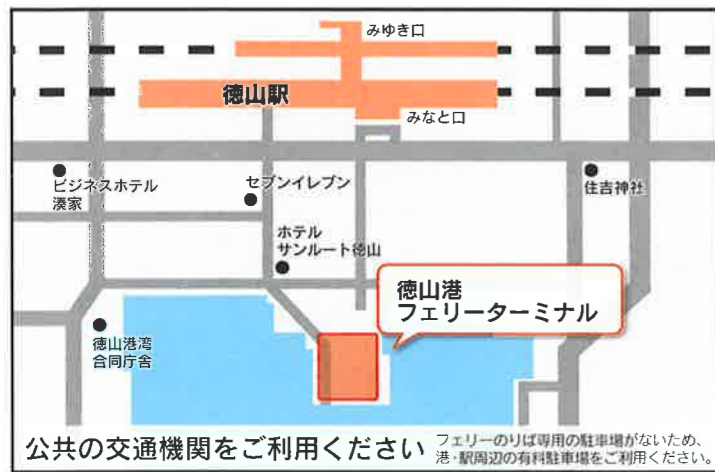 みゆき口
徳山駅
みなと口
ビジネスホテル
湊家
セブンイレブン
住吉神社
ホテル
サンルート徳山
徳山港
フェリーターミナル
徳山港湾
合同庁舎
公共の交通機関をご利用ください
フェリーのりば専用の駐車場がないため、
港・駅周辺の有料駐車場をご利用ください。